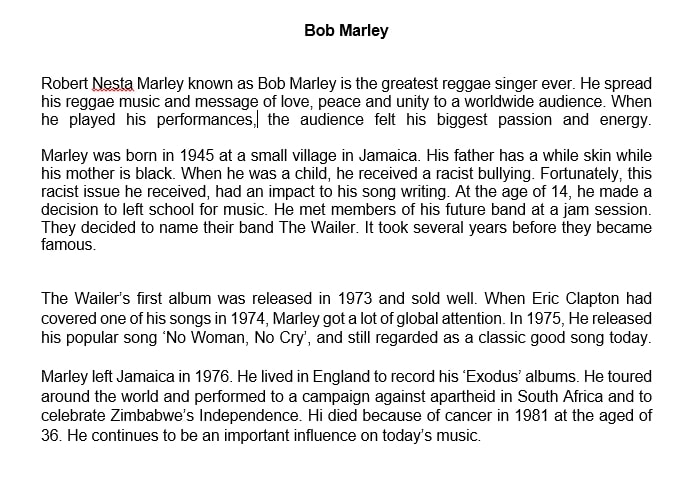 Bob Marley
Robert Nesta Marley known as Bob Marley is the greatest reggae singer ever. He spread
his reggae music and message of love, peace and unity to a worldwide audience. When
he played his performances, the audience felt his biggest passion and energy.
Marley was born in 1945 at a small village in Jamaica. His father has a while skin while
his mother is black. When he was a child, he received a racist bullying. Fortunately, this
racist issue he received, had an impact to his song writing. At the age of 14, he made a
decision to left school for music. He met members of his future band at a jam session.
They decided to name their band The Wailer. It took several years before they became
famous.
The Wailer’s first album was released in 1973 and sold well. When Eric Clapton had
covered one of his songs in 1974, Marley got a lot of global attention. In 1975, He released
his popular song ‘No Woman, No Cry’, and still regarded as a classic good song today.
Marley left Jamaica in 1976. He lived in England to record his ‘Exodus’ albums. He toured
around the world and performed to a campaign against apartheid in South Africa and to
celebrate Zimbabwe’s Independence. Hi died because of cancer in 1981 at the aged of
36. He continues to be an important influence on today’s music.